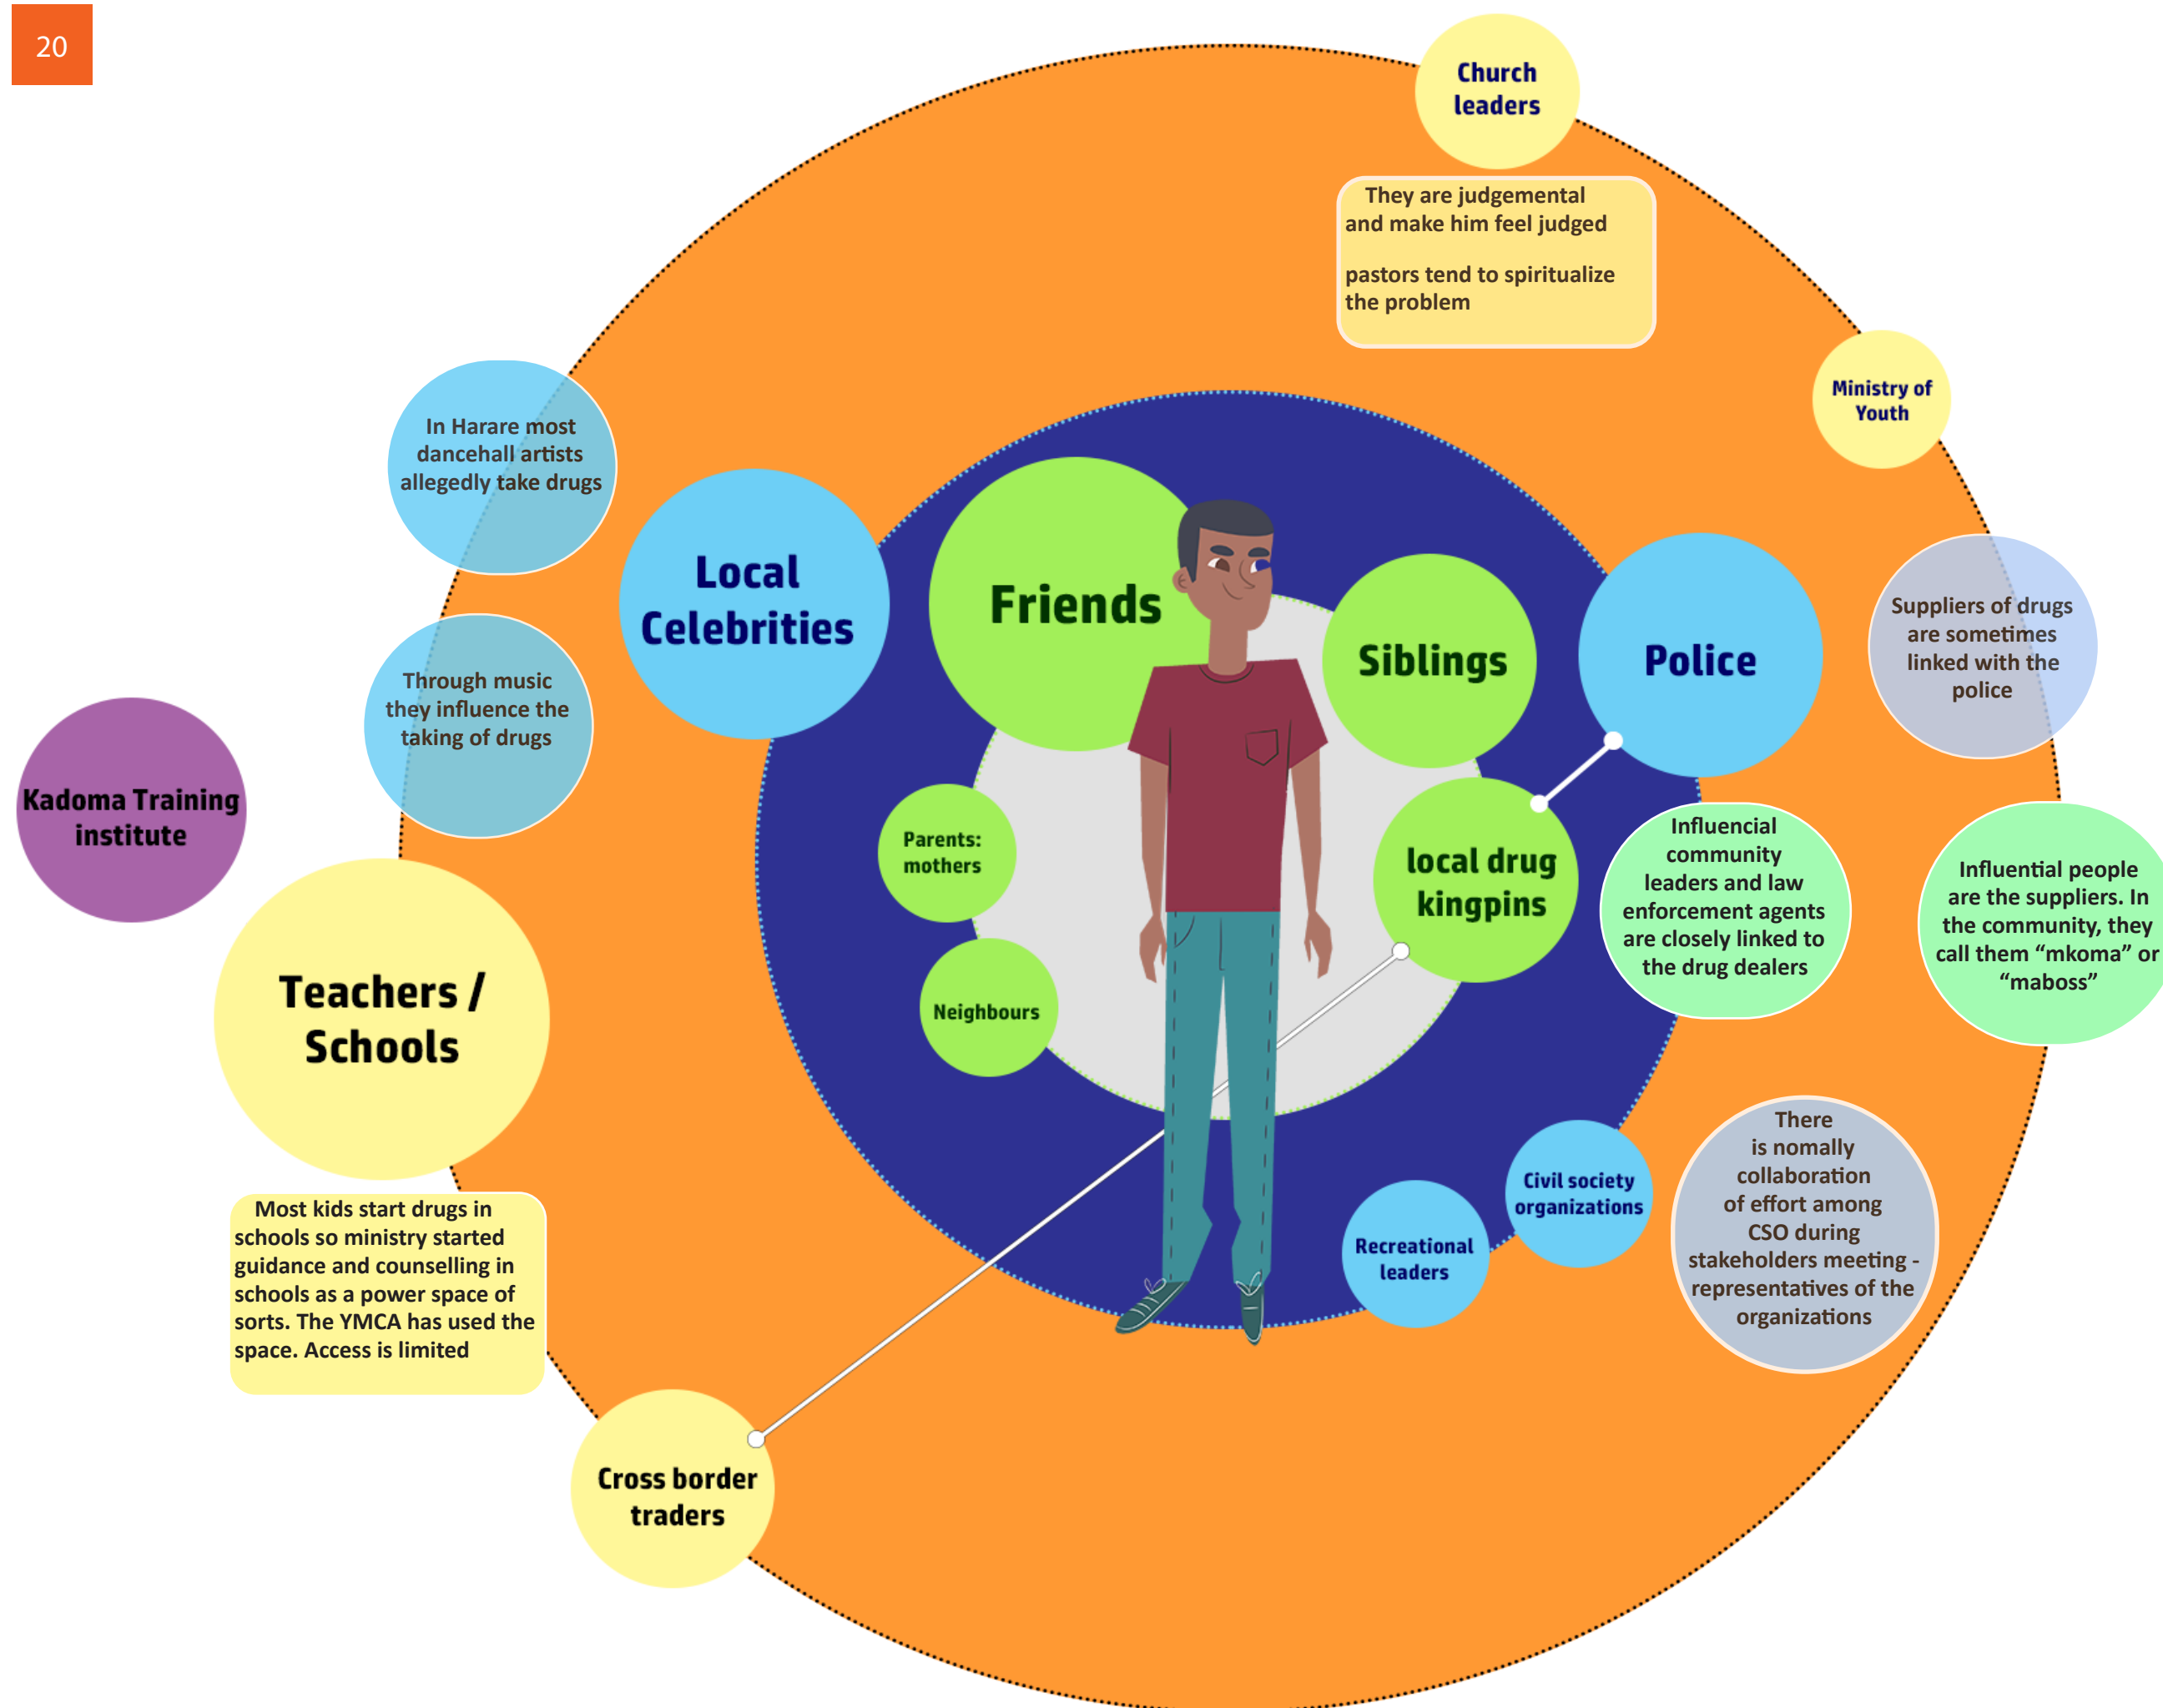 20
Church
leaders
They are judgemental
and make him feel judged
pastors tend to spiritualize
the problem
Ministry of
Youth
In Harare most
dancehall artists
allegedly take drugs
Local
Celebrities
Friends
Siblings
Police
Suppliers of drugs
are sometimes
linked with the
police
Through music
they influence the
taking of drugs
Kadoma Training
institute
Parents:
mothers
local drug
kingpins
Influencial
community
leaders and law
enforcement agents
are closely linked to
the drug dealers
Influential people
are the suppliers. In
the community, they
call them “mkoma” or
“maboss”
Teachers /
Schools
Neighbours
Most kids start drugs in
schools so ministry started
guidance and counselling in
schools as a power space of
sorts. The YMCA has used the
space. Access is limited
Civil society
organizations
Recreational
leaders
There
is nomally
collaboration
of effort among
CSO during
stakeholders meeting -
representatives of the
organizations
Cross border
traders